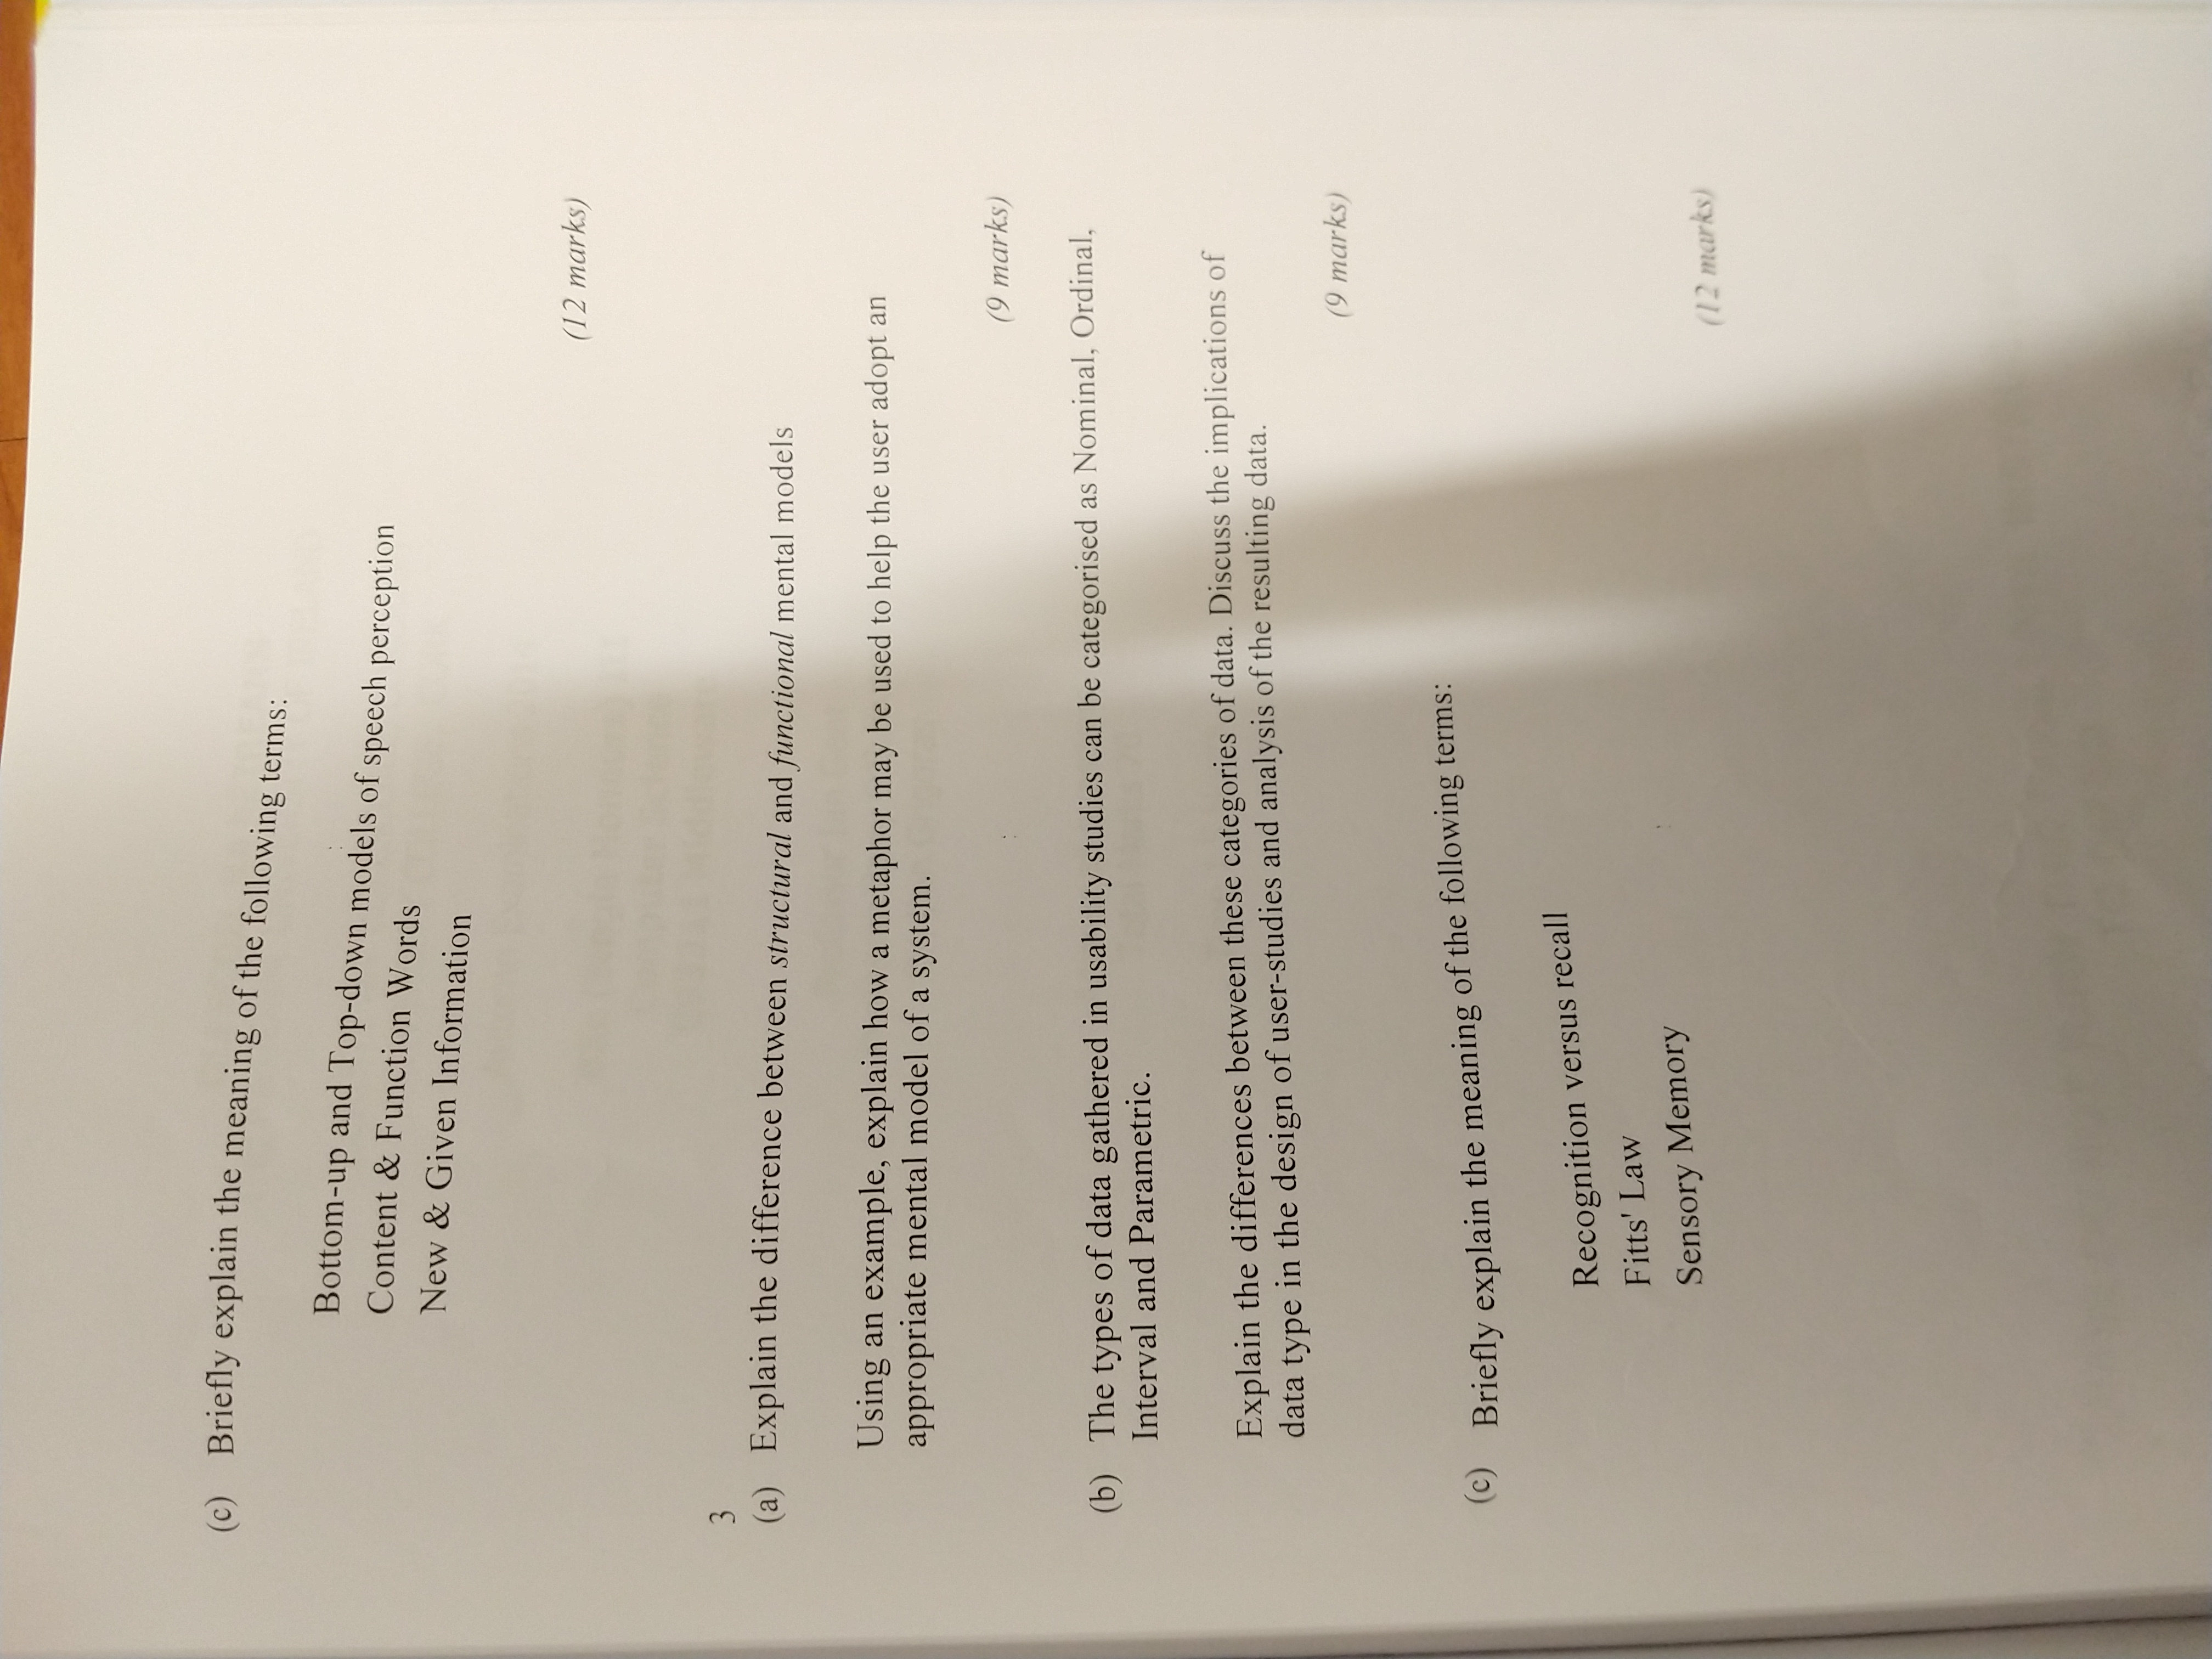 (c) Briefly explain the meaning of the following terms:
Bottom-up and Top-down models of speech perception
Content & Function Words
New & Given Information
(12 marks)
3
(a) Explain the difference between structural and functional mental models
Using an example, explain how a metaphor may be used to help the user adopt an
appropriate mental model of a system.
(9 marks)
(b) The types of data gathered in usability studies can be categorised as Nominal, Ordinal,
Interval and Parametric.
Explain the differences between these categories of data. Discuss the implications of
data type in the design of user-studies and analysis of the resulting data.
(9 marks)
(c) Briefly explain the meaning of the following terms:
Recognition versus recall
Fitts' Law
Sensory Memory
(12 marks)